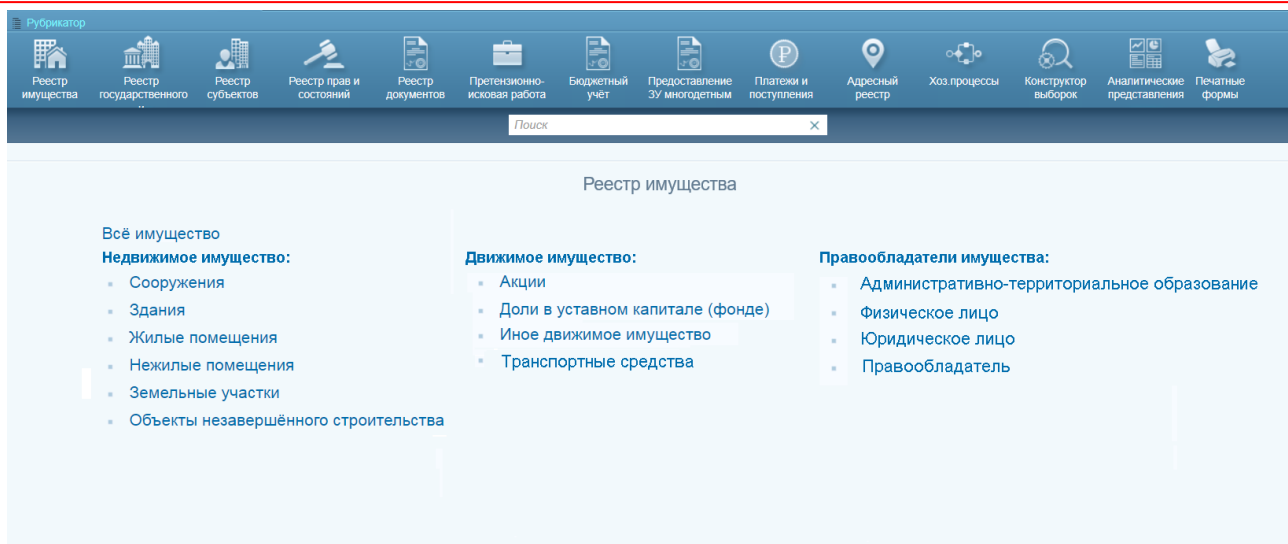 Рубрикатор
Реестр имущества
Реестр государственного
Реестр субъектов
Реестр прав и состояний
Реестр документов
Претензионно-исковая работа
Бюджетный учёт
Предоставление ЗУ многодетным
Платежи и поступления
Адресный реестр
Хоз.процессы
Конструктор выборок
Аналитические представления
Печатные формы
Поиск
Реестр имущества
Всё имущество
Недвижимое имущество:
Сооружения
Здания
Жилые помещения
Нежилые помещения
Земельные участки
Объекты незавершённого строительства
Движимое имущество:
Акции
Доли в уставном капитале (фонде)
Иное движимое имущество
Транспортные средства
Правообладатели имущества:
Административно-территориальное образование
Физическое лицо
Юридическое лицо
Правообладатель